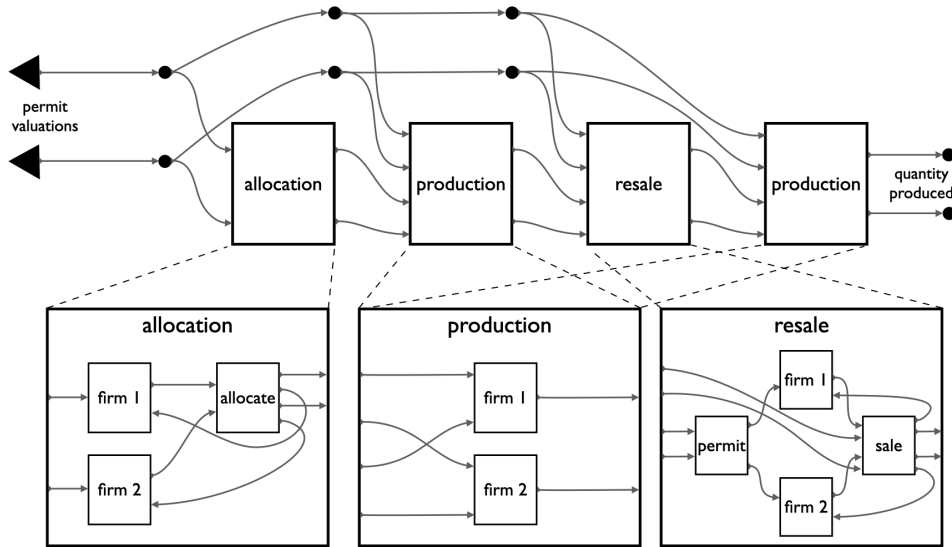 permit
valuations
allocation
production
resale
production
quantity
produced
allocation
firm 1
allocate
firm 2
production
firm 1
firm 2
resale
firm 1
permit
sale
firm 2